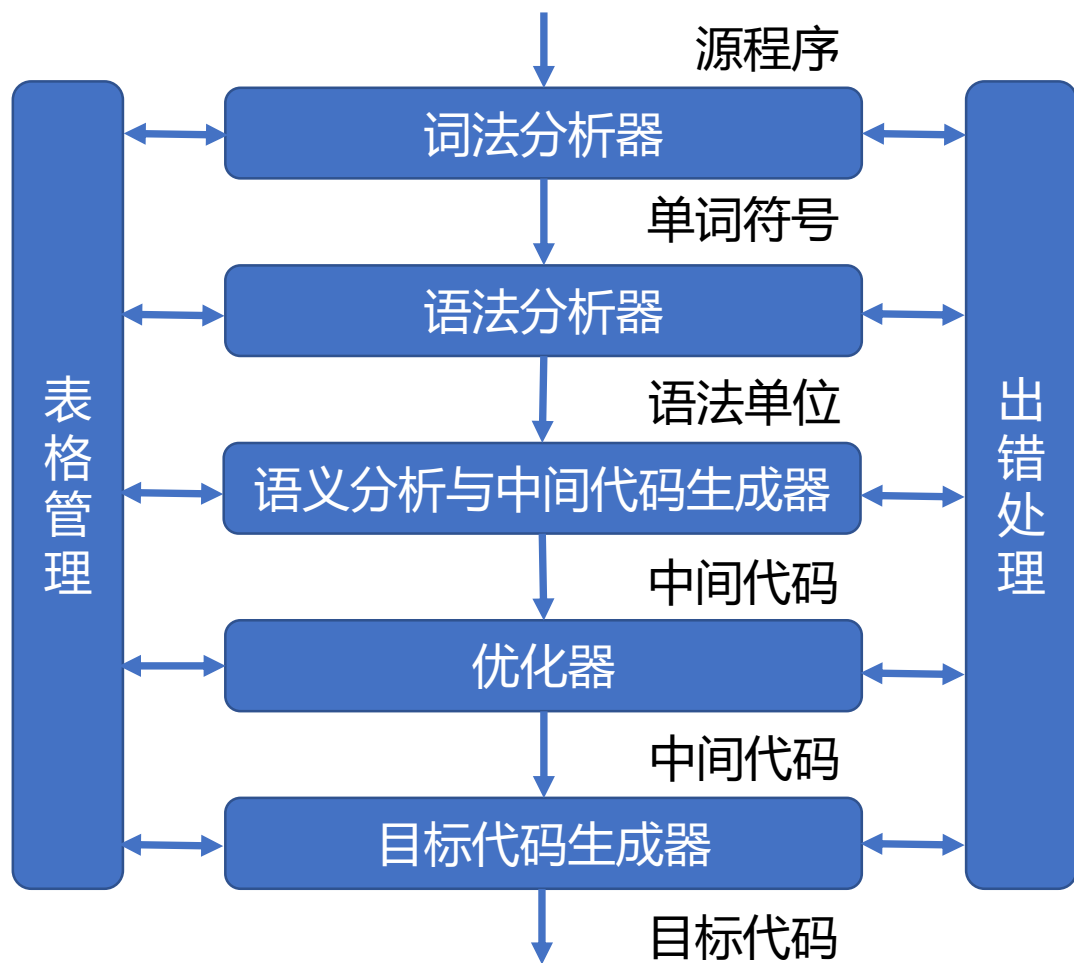 源程序
词法分析器
单词符号
语法分析器
语法单位
语义分析与中间代码生成器
中间代码
优化器
中间代码
目标代码生成器
目标代码
表格管理
出错处理